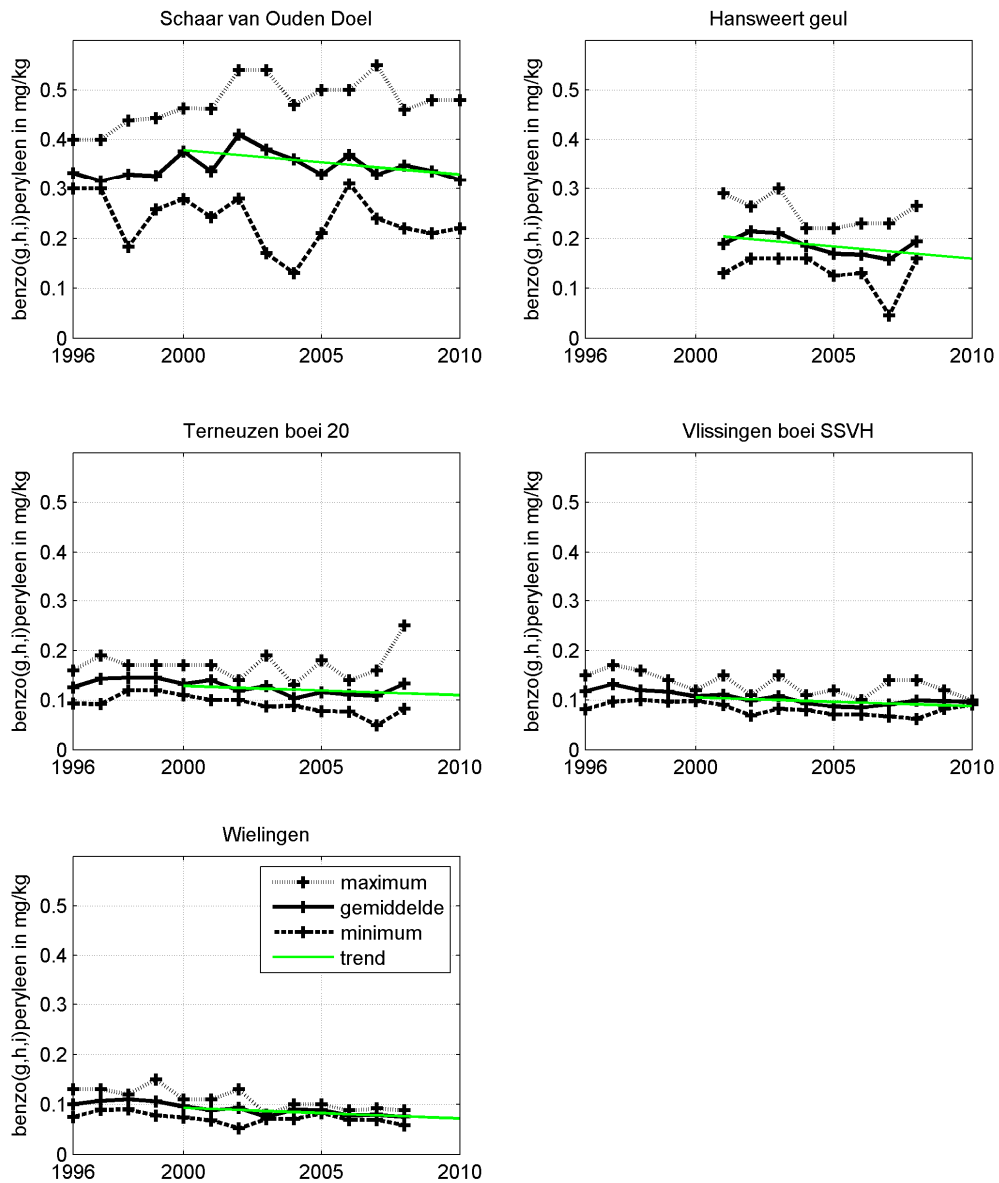 Schaar van Ouden Doel
benzo(g,h,i)peryleen in mg/kg
0.5
0.4
0.3
0.2
0.1
0
1996 2000 2005 2010
Hansweert geul
benzo(g,h,i)peryleen in mg/kg
0.5
0.4
0.3
0.2
0.1
0
1996 2000 2005 2010
Terneuzen boei 20
benzo(g,h,i)peryleen in mg/kg
0.5
0.4
0.3
0.2
0.1
0
1996 2000 2005 2010
Vlissingen boei SSVH
benzo(g,h,i)peryleen in mg/kg
0.5
0.4
0.3
0.2
0.1
0
1996 2000 2005 2010
Wielingen
benzo(g,h,i)peryleen in mg/kg
0.5
0.4
0.3
0.2
0.1
0
1996 2000 2005 2010
maximum
gemiddelde
minimum
trend